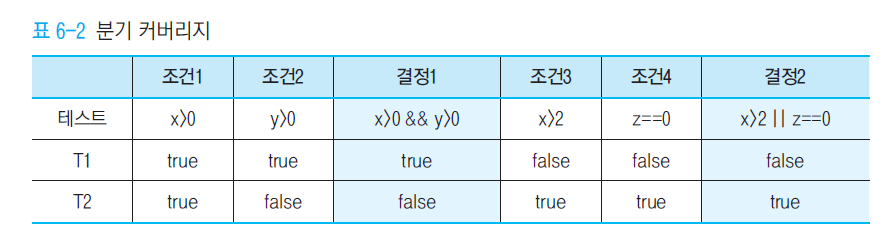 표 6-2 분기 커버리지
조건1 조건2 결정1 조건3 조건4 결정2
테스트 x>0 y>0 x>0 && y>0 x>2 z==0 x>2 || z==0
T1 true true true false false false
T2 true false false true true true